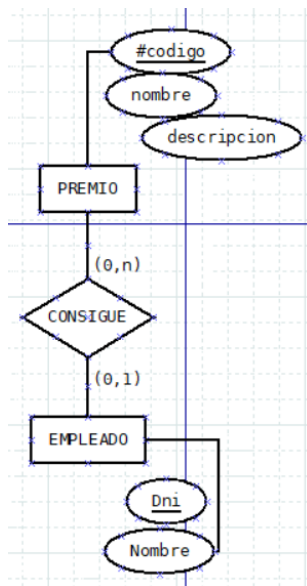 #codigo
nombre
descripcion
PREMIO
(0,n)
CONSIGUE
(0,1)
EMPLEADO
Dni
Nombre